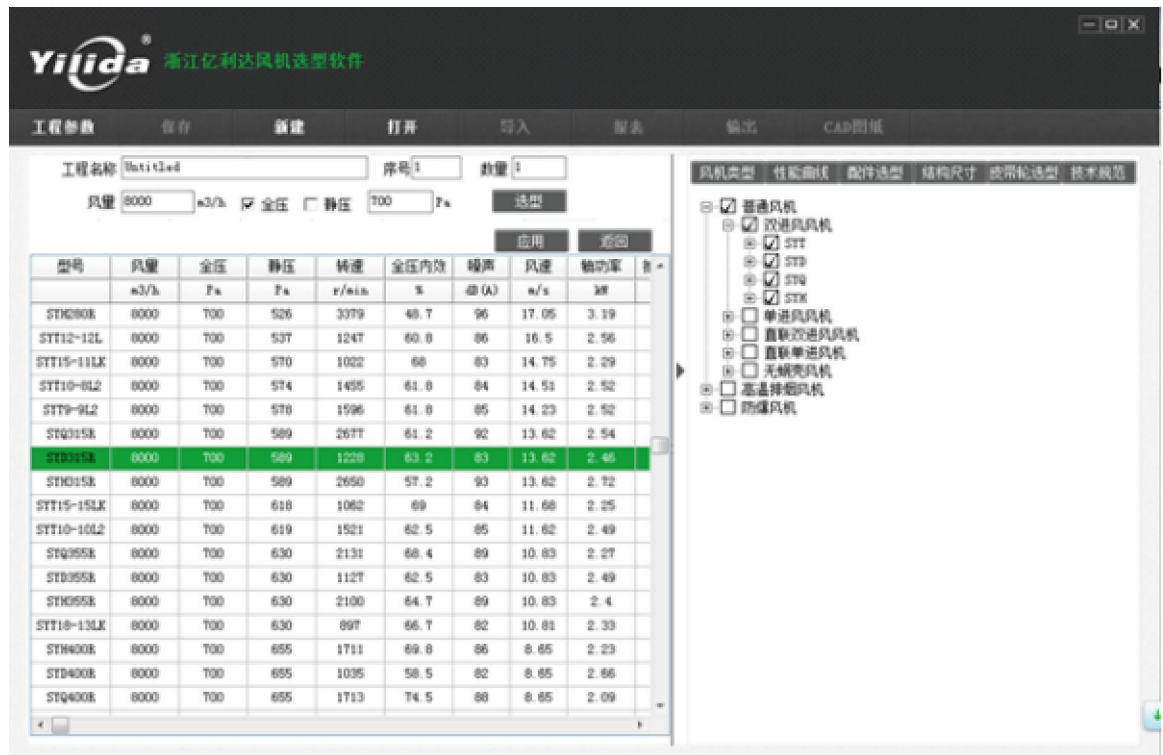 Yilida ® 浙江亿利达风机选型软件
工程参数 保存 新建 打开 导入 报表 输出 CAD图纸
工程名称 Untitled 序号 1 数量 1
风量 8000 m3/h 全压 静压 700 Pa 选型
应用 返回
型号 风量 全压 静压 转速 全压内效 噪声 风速 轴功率
m3/h Pa Pa r/min % dB(A) m/s kW
STH280R 8000 700 526 3379 48.7 96 17.05 3.19
STT12-12L 8000 700 537 1247 60.8 86 16.5 2.56
STT15-11LK 8000 700 570 1022 68 83 14.75 2.29
STT10-8L2 8000 700 574 1455 61.8 84 14.51 2.52
STT9-9L2 8000 700 578 1596 61.8 85 14.23 2.52
STQ315R 8000 700 589 2677 61.2 92 13.62 2.54
STD315R 8000 700 589 1228 63.2 83 13.62 2.46
STH315R 8000 700 589 2650 57.2 93 13.62 2.72
STT15-15LK 8000 700 618 1062 69 84 11.68 2.25
STT10-10L2 8000 700 619 1521 62.5 85 11.62 2.49
STQ355R 8000 700 630 2131 68.4 89 10.83 2.27
STD355R 8000 700 630 1127 62.5 83 10.83 2.49
STH355R 8000 700 630 2100 64.7 89 10.83 2.4
STT18-13LK 8000 700 630 897 66.7 82 10.81 2.33
STH400R 8000 700 655 1711 69.8 86 8.65 2.23
STD400R 8000 700 655 1035 58.5 82 8.65 2.66
STQ400R 8000 700 655 1713 74.5 88 8.65 2.09
风机类型 性能曲线 配件选型 结构尺寸 皮带轮选型 技术规范
普通风机
双进风风机
STT
STD
STQ
STH
单进风风机
直联双进风风机
直联单进风机
无蜗壳风机
高温排烟风机
防爆风机